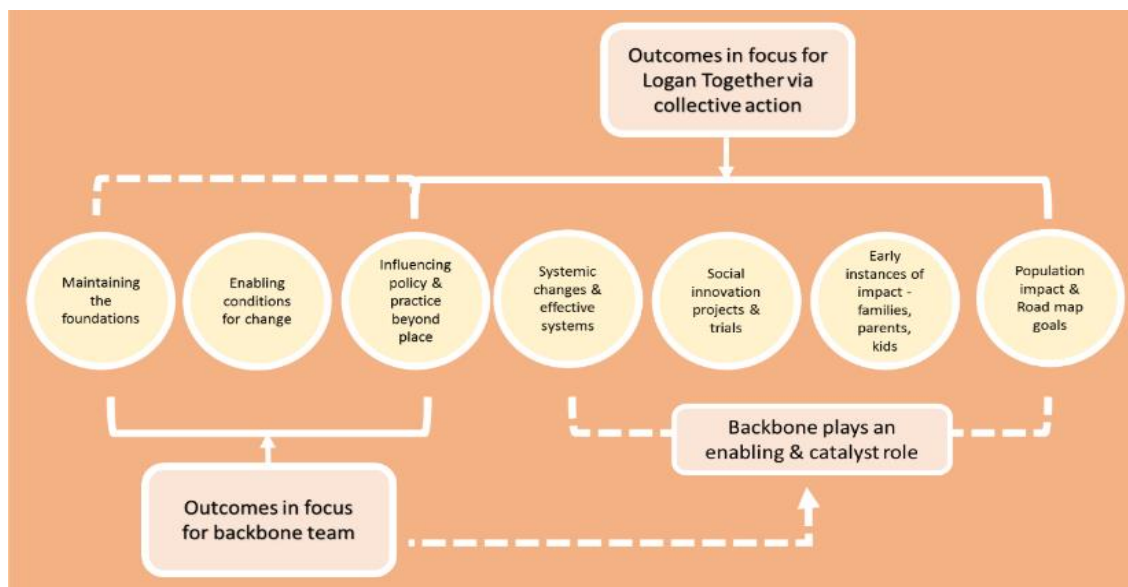 Outcomes in focus for
Logan Together via
collective action
Maintaining
the
foundations
Enabling
conditions
for change
Influencing
policy &
practice
beyond
place
Systemic
changes &
effective
systems
Social
innovation
projects &
trials
Early
instances of
impact -
families,
parents,
kids
Population
impact &
Road map
goals
Backbone plays an
enabling & catalyst role
Outcomes in focus
for backbone team